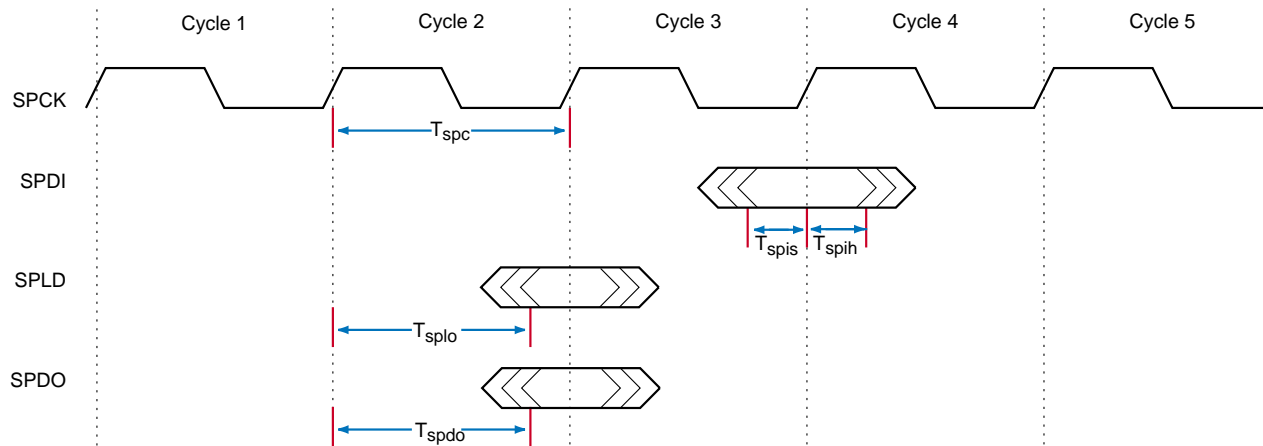 Cycle 1 Cycle 2 Cycle 3 Cycle 4 Cycle 5
SPCK
Tspc
SPDI
Tspis Tspih
SPLD
Tsplo
SPDO
Tspdo